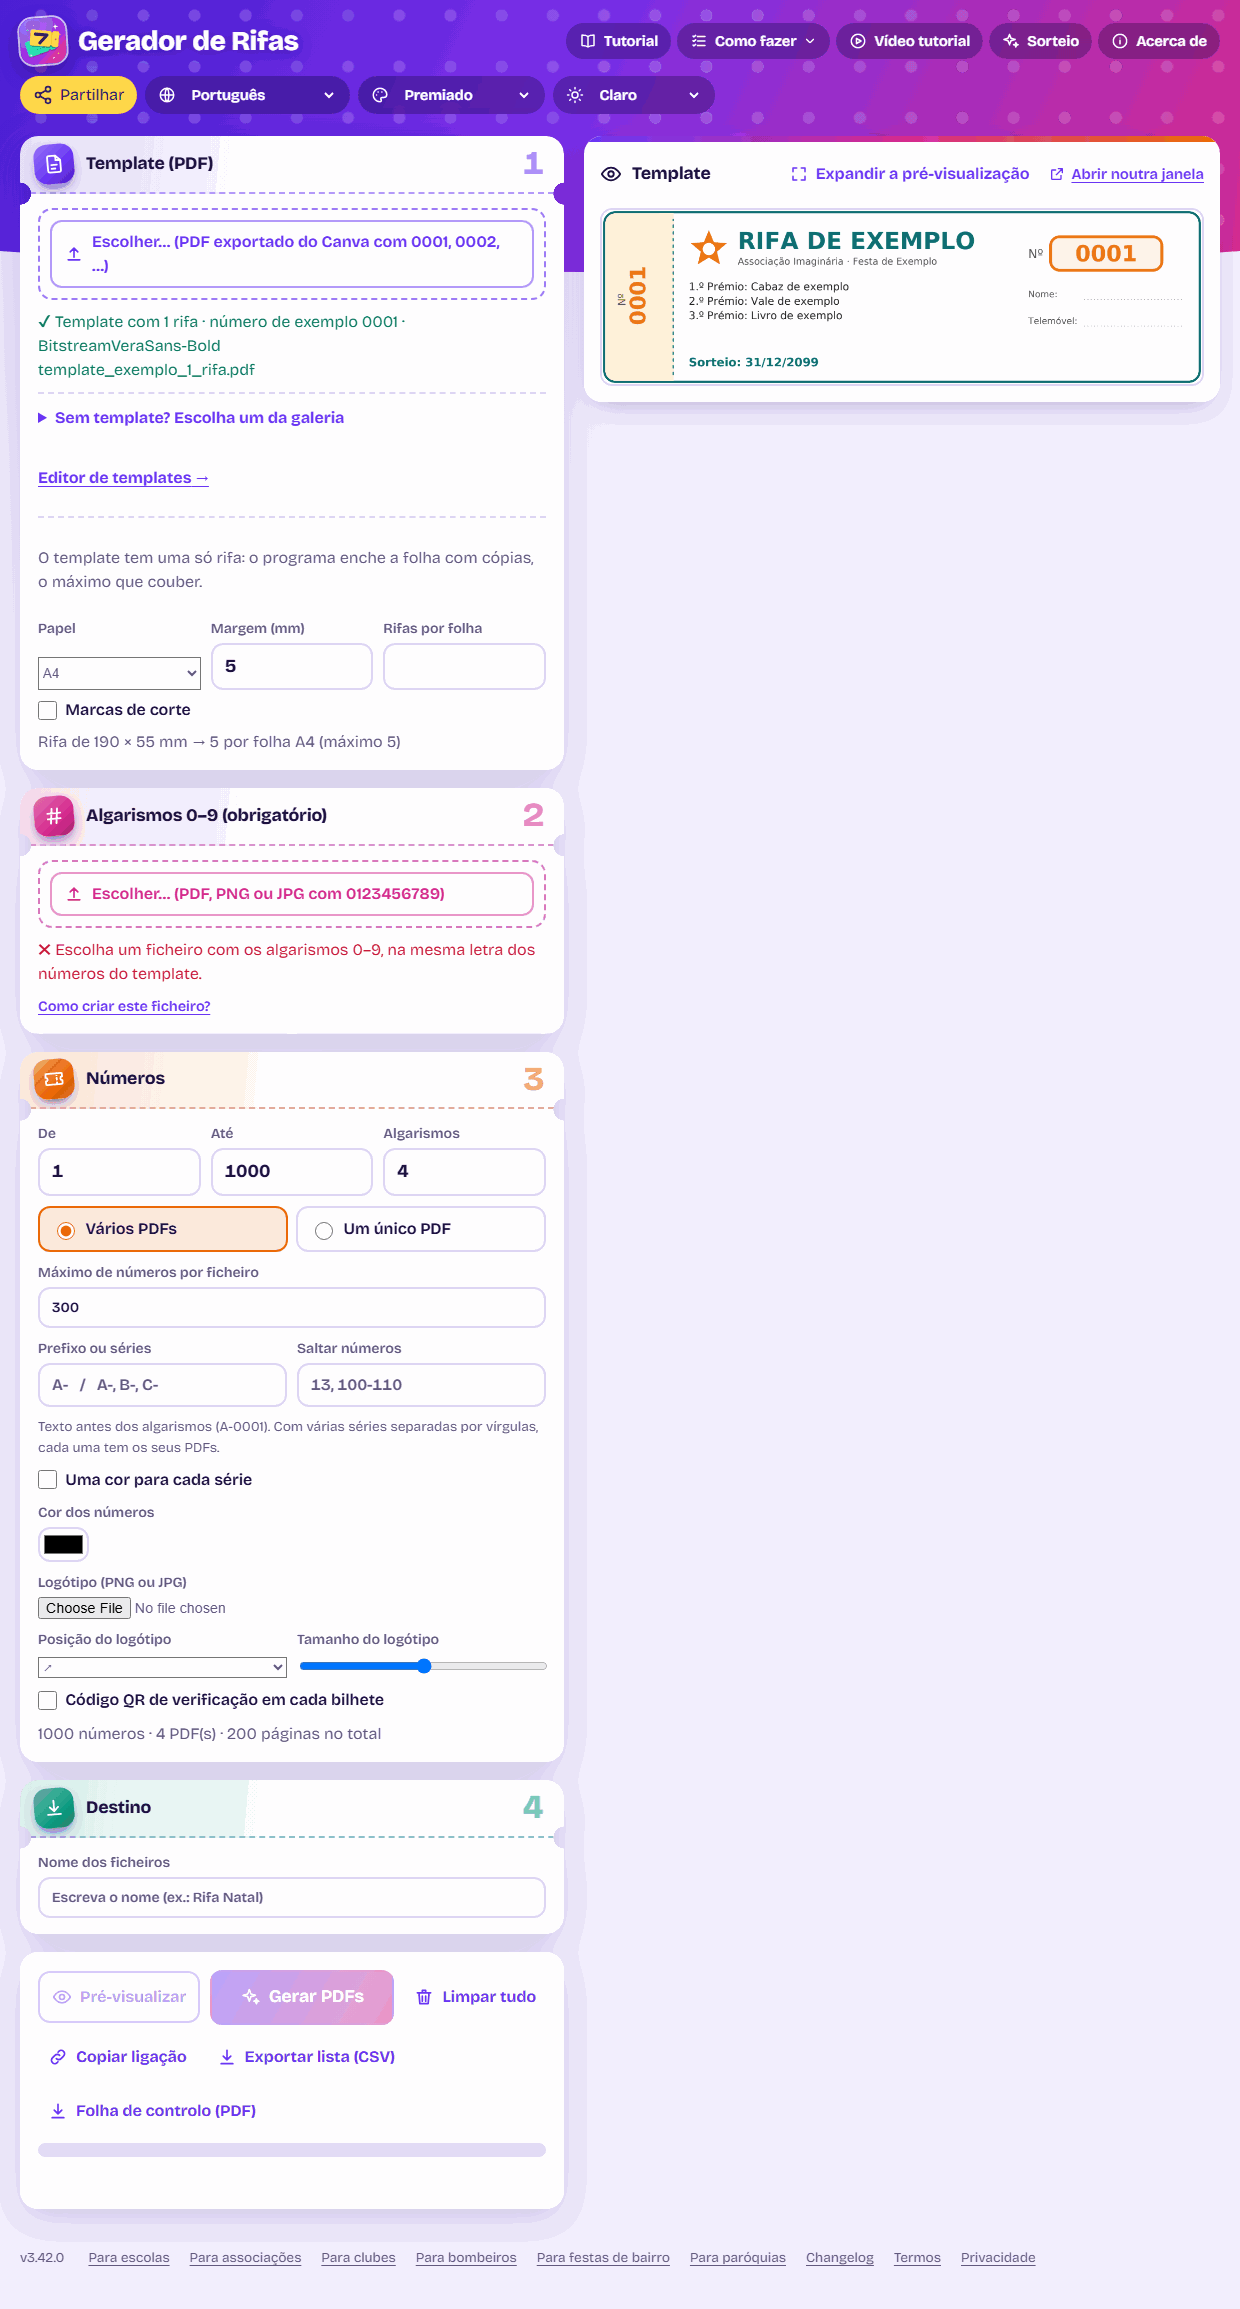 Gerador de Rifas
Tutorial
Como fazer
Vídeo tutorial
Sorteio
Acerca de
Partilhar
Português
Premiado
Claro
Template (PDF)
1
Escolher... (PDF exportado do Canva com 0001, 0002,
...)
✓ Template com 1 rifa · número de exemplo 0001 ·
BitstreamVeraSans-Bold
template_exemplo_1_rifa.pdf
Sem template? Escolha um da galeria
Editor de templates →
O template tem uma só rifa: o programa enche a folha com cópias,
o máximo que couber.
Papel
Margem (mm)
Rifas por folha
A4
5
Marcas de corte
Rifa de 190 × 55 mm → 5 por folha A4 (máximo 5)
Algarismos 0–9 (obrigatório)
2
Escolher... (PDF, PNG ou JPG com 0123456789)
✕ Escolha um ficheiro com os algarismos 0–9, na mesma letra dos
números do template.
Como criar este ficheiro?
Números
3
De
Até
Algarismos
1
1000
4
Vários PDFs
Um único PDF
Máximo de números por ficheiro
300
Prefixo ou séries
Saltar números
A- / A-, B-, C-
13, 100-110
Texto antes dos algarismos (A-0001). Com várias séries separadas por vírgulas,
cada uma tem os seus PDFs.
Uma cor para cada série
Cor dos números
Logótipo (PNG ou JPG)
Choose File No file chosen
Posição do logótipo
Tamanho do logótipo
↗
Código QR de verificação em cada bilhete
1000 números · 4 PDF(s) · 200 páginas no total
Destino
4
Nome dos ficheiros
Escreva o nome (ex.: Rifa Natal)
Pré-visualizar
Gerar PDFs
Limpar tudo
Copiar ligação
Exportar lista (CSV)
Folha de controlo (PDF)
Template
Expandir a pré-visualização
Abrir noutra janela
Nº
0001
RIFA DE EXEMPLO
Associação Imaginária · Festa de Exemplo
1.º Prémio: Cabaz de exemplo
2.º Prémio: Vale de exemplo
3.º Prémio: Livro de exemplo
Sorteio: 31/12/2099
Nº 0001
Nome:
Telemóvel:
v3.42.0
Para escolas
Para associações
Para clubes
Para bombeiros
Para festas de bairro
Para paróquias
Changelog
Termos
Privacidade